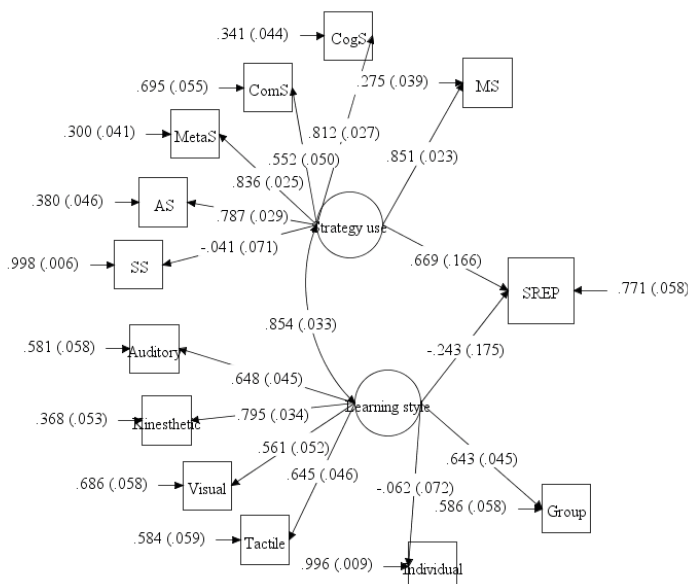 .341 (.044)
CogS
.695 (.055)
ComS
.275 (.039)
MS
.300 (.041)
MetaS
.812 (.027)
.552 (.050)
.851 (.023)
.836 (.025)
.380 (.046)
AS
.787 (.029)
Strategy use
-.041 (.071)
.998 (.006)
SS
.669 (.166)
SREP
.771 (.058)
.854 (.033)
.581 (.058)
Auditory
-.243 (.175)
.648 (.045)
Learning style
.368 (.053)
Kinesthetic
.795 (.034)
.561 (.052)
.643 (.045)
.645 (.046)
.686 (.058)
Visual
-.062 (.072)
.586 (.058)
Group
.584 (.059)
Tactile
.996 (.009)
Individual